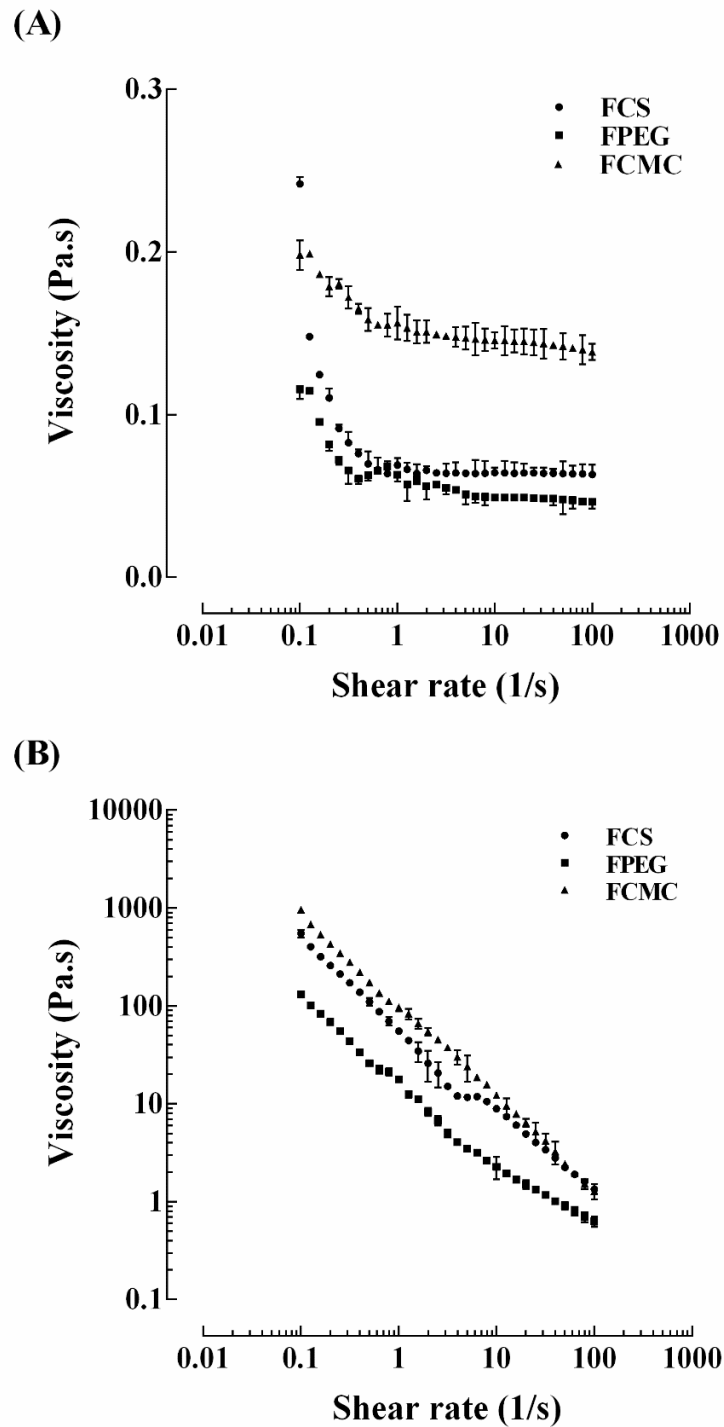 (A)
0.3
0.2
0.1
0.0
Viscosity (Pa.s)
FCS
FPEG
FCMC
0.01 0.1 1 10 100 1000
Shear rate (1/s)
(B)
10000
1000
100
10
1
0.1
Viscosity (Pa.s)
FCS
FPEG
FCMC
0.01 0.1 1 10 100 1000
Shear rate (1/s)